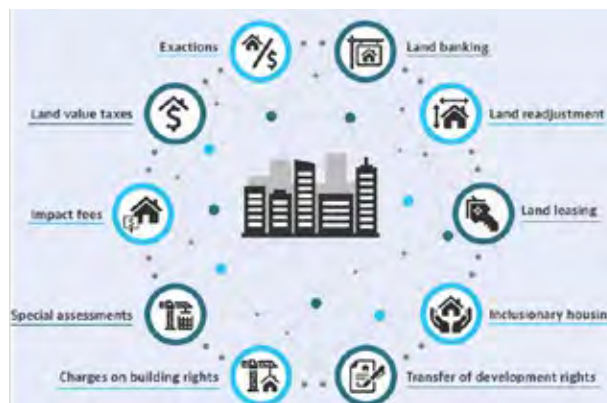 Exactions
Land banking
Land value taxes
Land readjustment
Impact fees
Land leasing
Special assessments
Inclusionary housin
Charges on building rights
Transfer of development rights